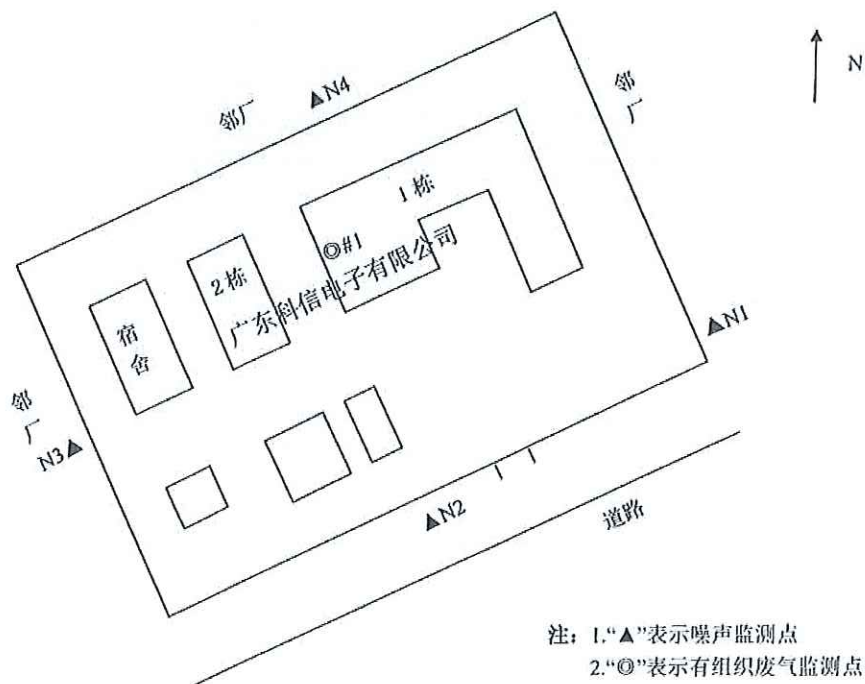 N
邻厂
▲N4
邻厂
1栋
◎#1
2栋
广东科信电子有限公司
宿舍
▲N1
邻厂
N3▲
▲N2
道路
注：1.“▲”表示噪声监测点
2.“◎”表示有组织废气监测点